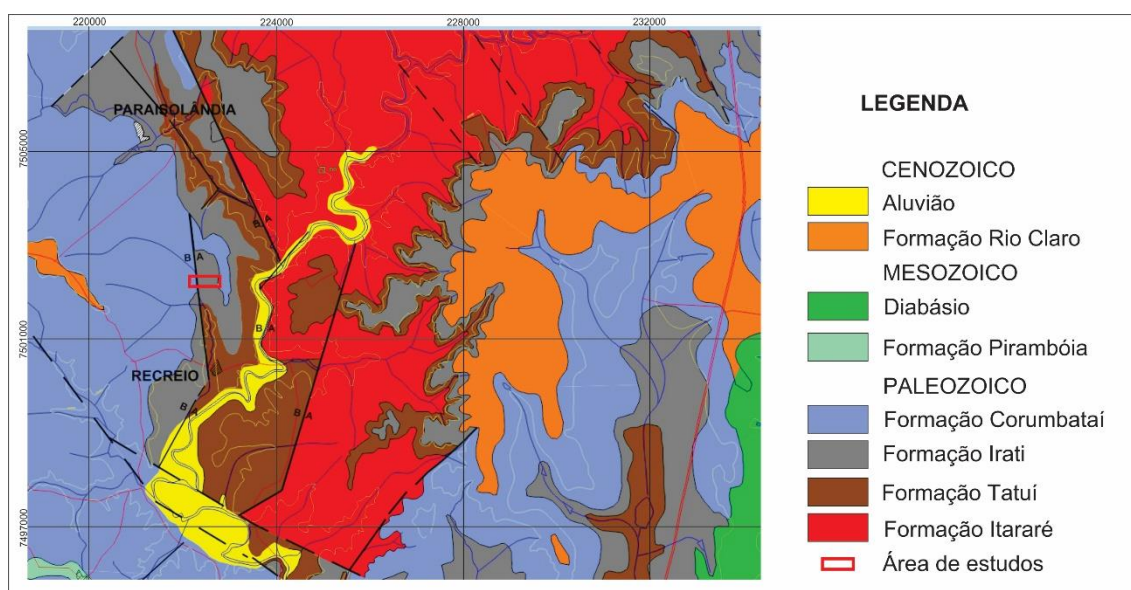 220000 224000 228000 232000
7506000
7501000
7497000
PARAISOLÂNDIA
B A
B A
B A
RECREIO
B A
B A
LEGENDA
CENOZOICO
Aluvião
Formação Rio Claro
MESOZOICO
Diabásio
Formação Pirambóia
PALEOZOICO
Formação Corumbataí
Formação Irati
Formação Tatuí
Formação Itararé
Área de estudos